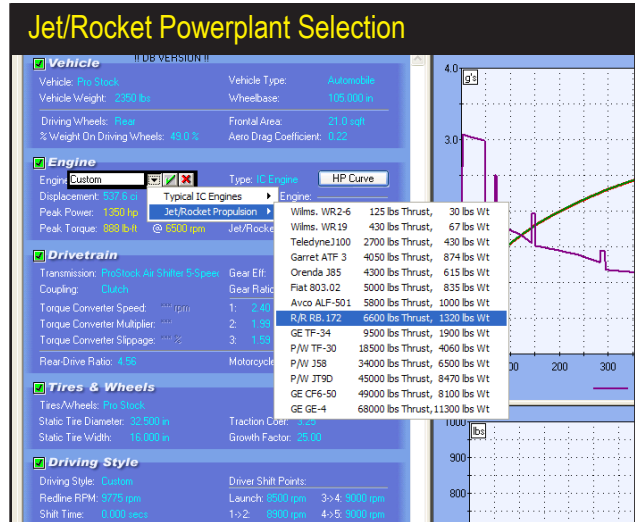 Jet/Rocket Powerplant Selection
!! DB VERSION !!
Vehicle
Vehicle: Pro Stock Vehicle Type: Automobile
Vehicle Weight: 2350 lbs Wheelbase: 105.000 in
Driving Wheels: Rear Frontal Area: 21.0 sqft
% Weight On Driving Wheels: 49.0 % Aero Drag Coefficient: 0.22
Engine
Engine Custom Type: IC Engine HP Curve
Displacement: 537.6 ci Typical IC Engines Engine: ---
Peak Power: 1350 hp Jet/Rocket Propulsion
Peak Torque: 888 lb-ft @ 6500 rpm Jet/Rocke
Wilms. WR2-6 125 lbs Thrust, 30 lbs Wt
Wilms. WR19 430 lbs Thrust, 67 lbs Wt
TeledyneJ100 2700 lbs Thrust, 430 lbs Wt
Garret ATF 3 4050 lbs Thrust, 874 lbs Wt
Orenda J85 4300 lbs Thrust, 615 lbs Wt
Fiat 803.02 5000 lbs Thrust, 835 lbs Wt
Avco ALF-501 5800 lbs Thrust, 1000 lbs Wt
R/R RB.172 6600 lbs Thrust, 1320 lbs Wt
GE TF-34 9500 lbs Thrust, 1900 lbs Wt
P/W TF-30 18500 lbs Thrust, 4060 lbs Wt
P/W J58 34000 lbs Thrust, 6500 lbs Wt
P/W JT9D 45000 lbs Thrust, 8470 lbs Wt
GE CF6-50 49000 lbs Thrust, 8100 lbs Wt
GE GE-4 68000 lbs Thrust,11300 lbs Wt
Drivetrain
Transmission: ProStock Air Shifter 5-Speed Gear Eff:
Coupling: Clutch Gear Ratio
Torque Converter Speed: *** rpm 1: 2.40
Torque Converter Multiplier: *** 2: 1.99
Torque Converter Slippage: *** % 3: 1.59
Rear-Drive Ratio: 4.56 Motorcycle
Tires & Wheels
Tires/Wheels: Pro Stock
Static Tire Diameter: 32.500 in Traction Coef: 3.25
Static Tire Width: 16.000 in Growth Factor: 25.00
Driving Style
Driving Style: Custom Driver Shift Points:
Redline RPM: 9775 rpm Launch: 8500 rpm 3->4: 9000 rpm
Shift Time: 0.000 secs 1->2: 8900 rpm 4->5: 9000 rpm
4.0
g's
3.0
00 200 300
1000
lbs
900
800